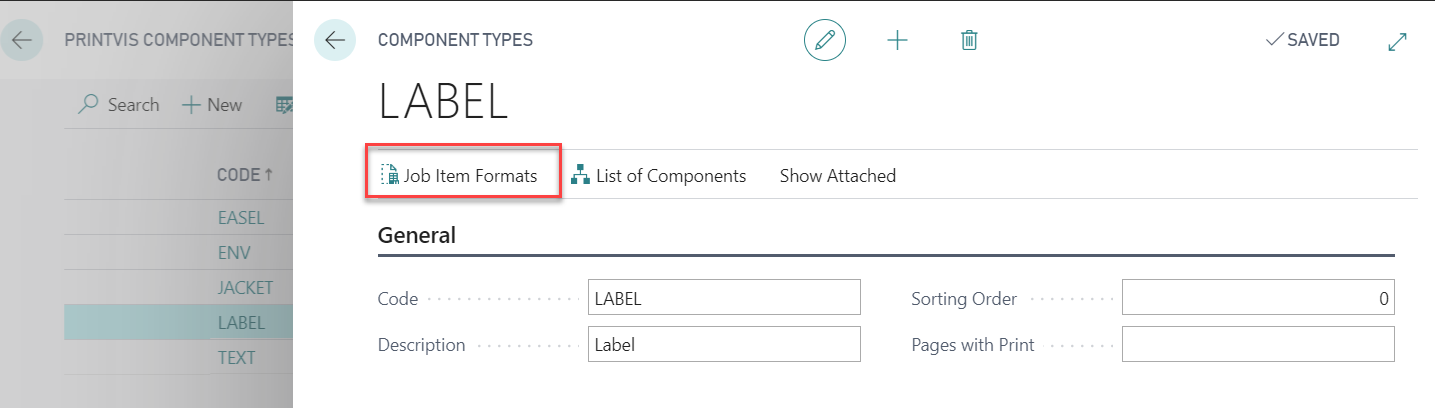 PRINTVIS COMPONENT TYPES
Search New
CODE↑
EASEL
ENV
JACKET
LABEL
TEXT
COMPONENT TYPES
SAVED
LABEL
Job Item Formats List of Components Show Attached
General
Code LABEL Sorting Order 0
Description Label Pages with Print